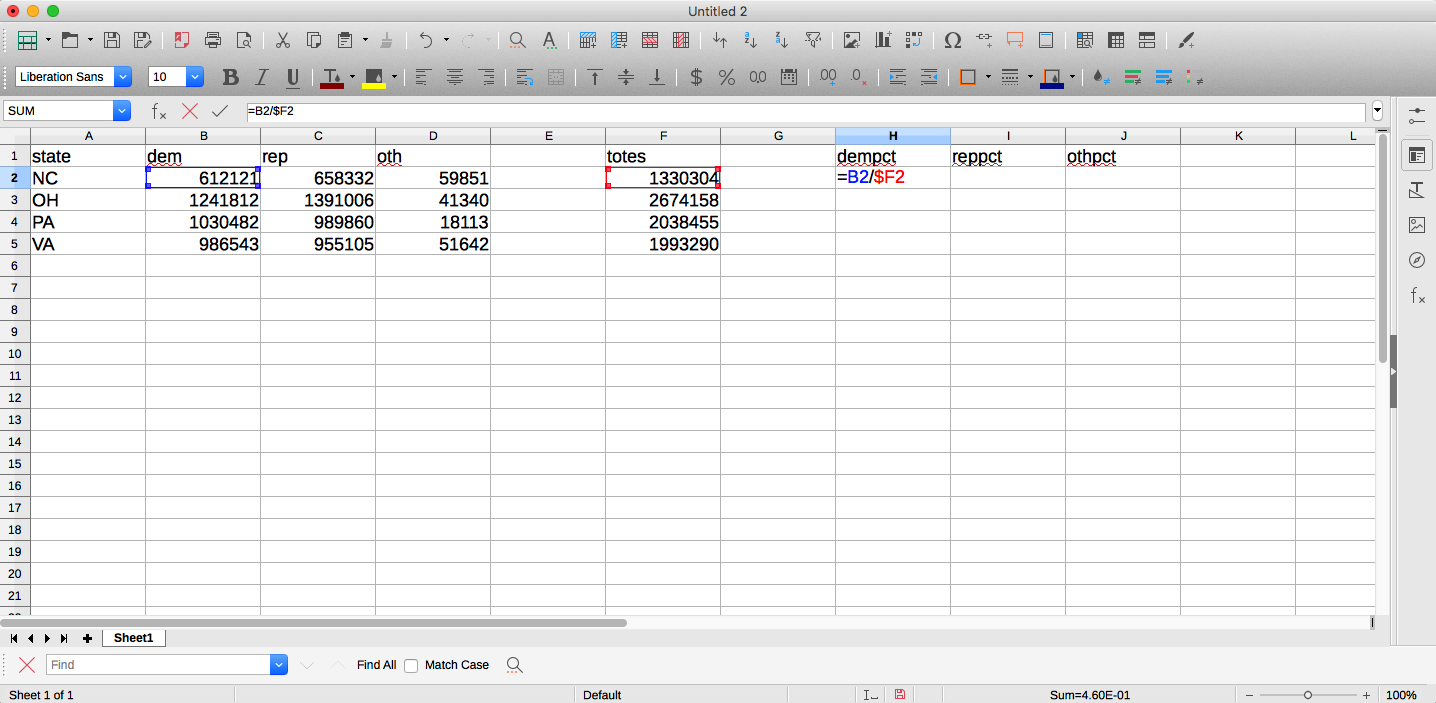 Untitled 2
Liberation Sans 10
SUM =B2/$F2
A B C D E F G H I J K L
1 state dem rep oth totes dempct reppct othpct
2 NC 612121 658332 59851 1330304 =B2/$F2
3 OH 1241812 1391006 41340 2674158
4 PA 1030482 989860 18113 2038455
5 VA 986543 955105 51642 1993290
6
7
8
9
10
11
12
13
14
15
16
17
18
19
20
21
Sheet1
Find Find All Match Case
Sheet 1 of 1 Default Sum=4.60E-01 100%